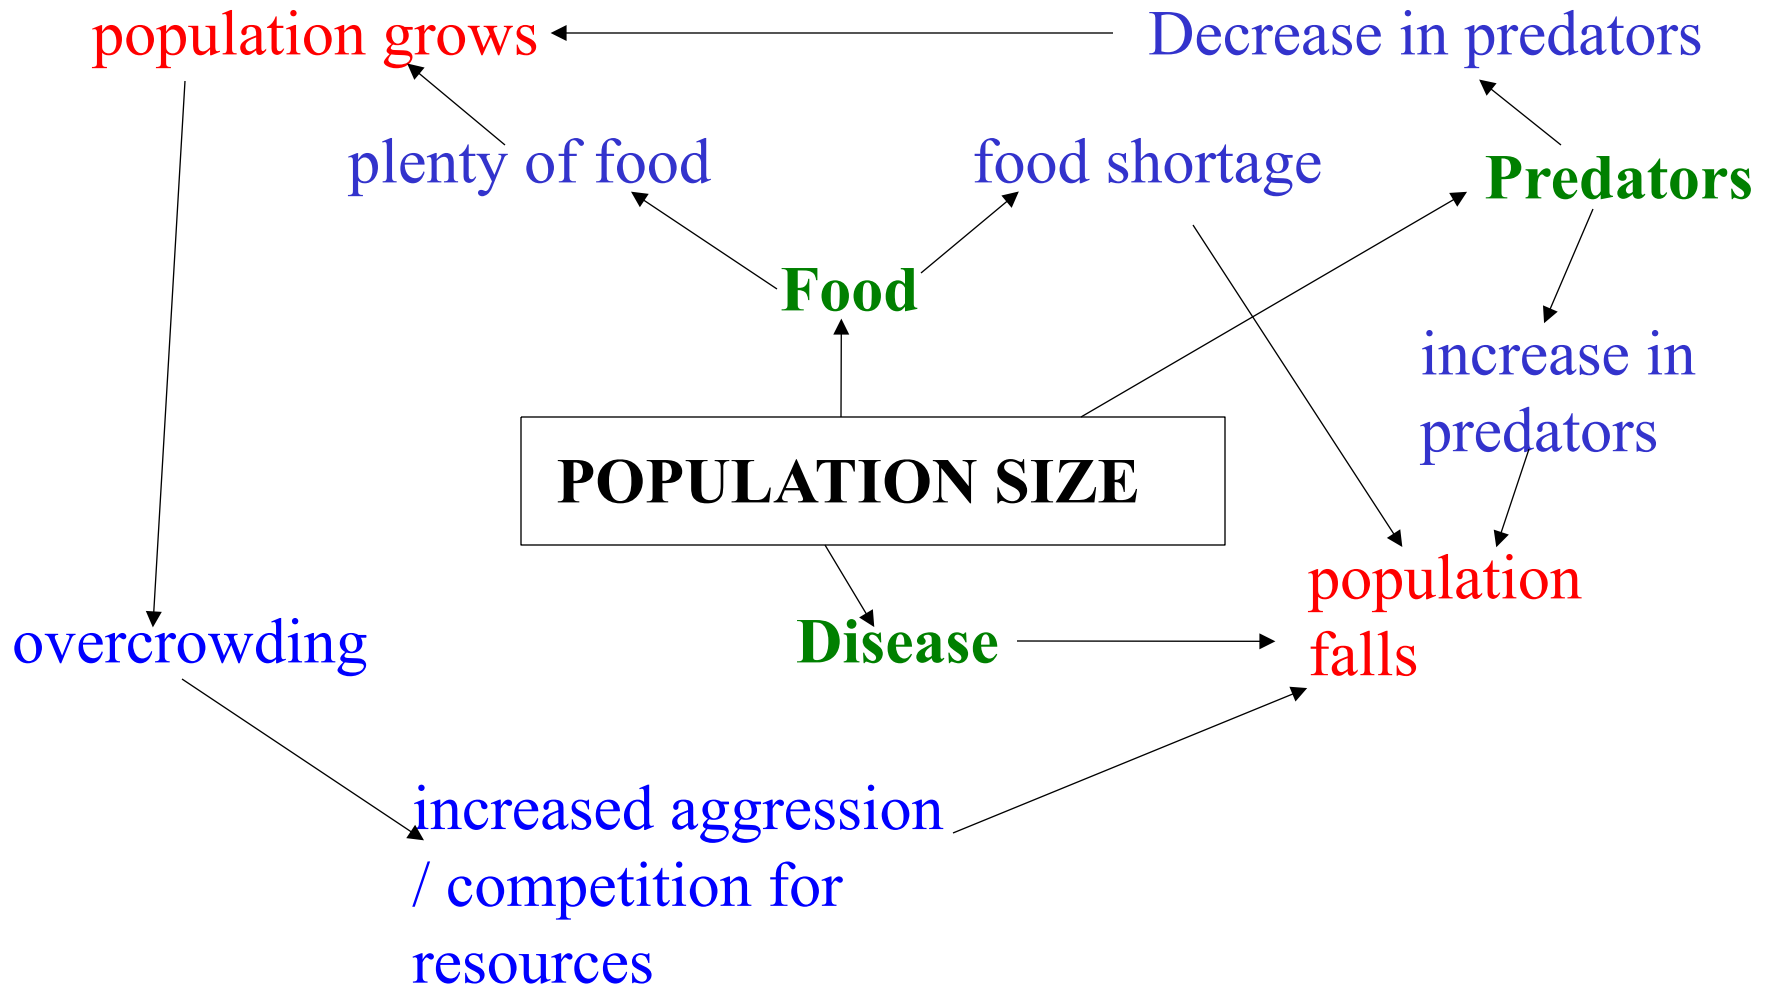 population grows
Decrease in predators
plenty of food
food shortage
Predators
Food
increase in
predators
POPULATION SIZE
population
falls
overcrowding
Disease
increased aggression
/ competition for
resources